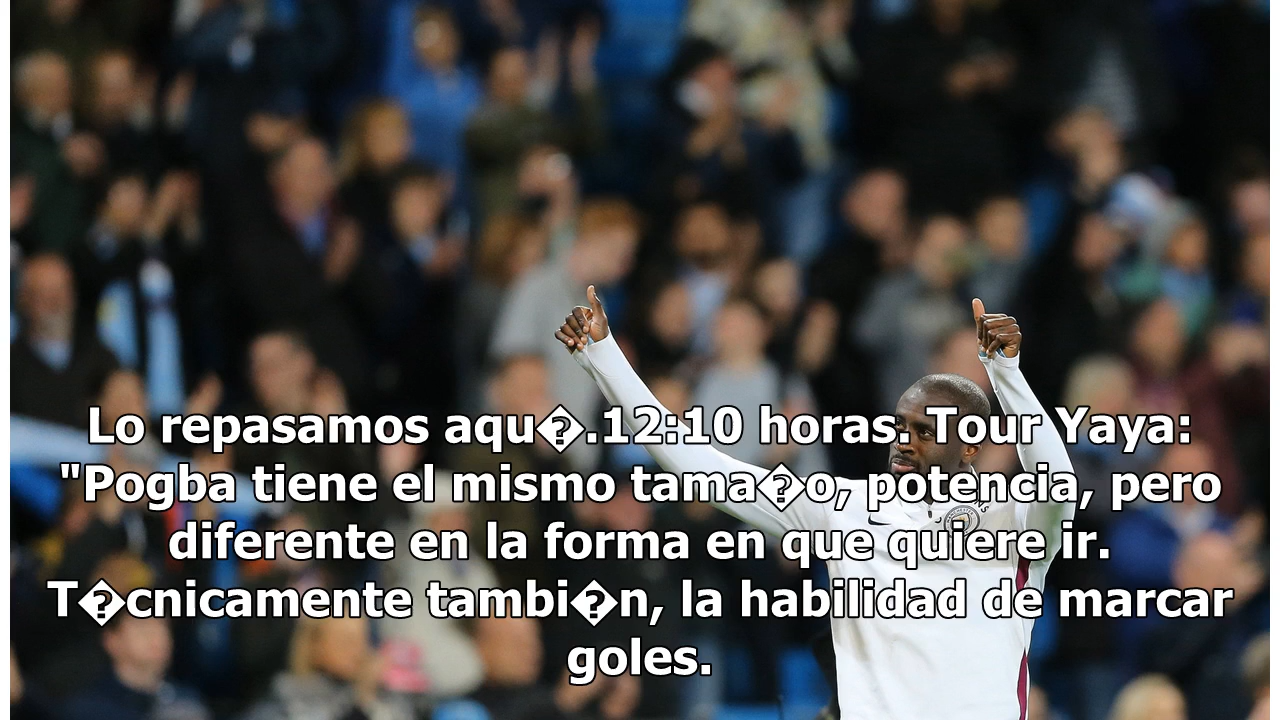 Lo repasamos aqu�.12:10 horas. Tour Yaya:
"Pogba tiene el mismo tama�o, potencia, pero
diferente en la forma en que quiere ir.
T�cnicamente tambi�n, la habilidad de marcar
goles.